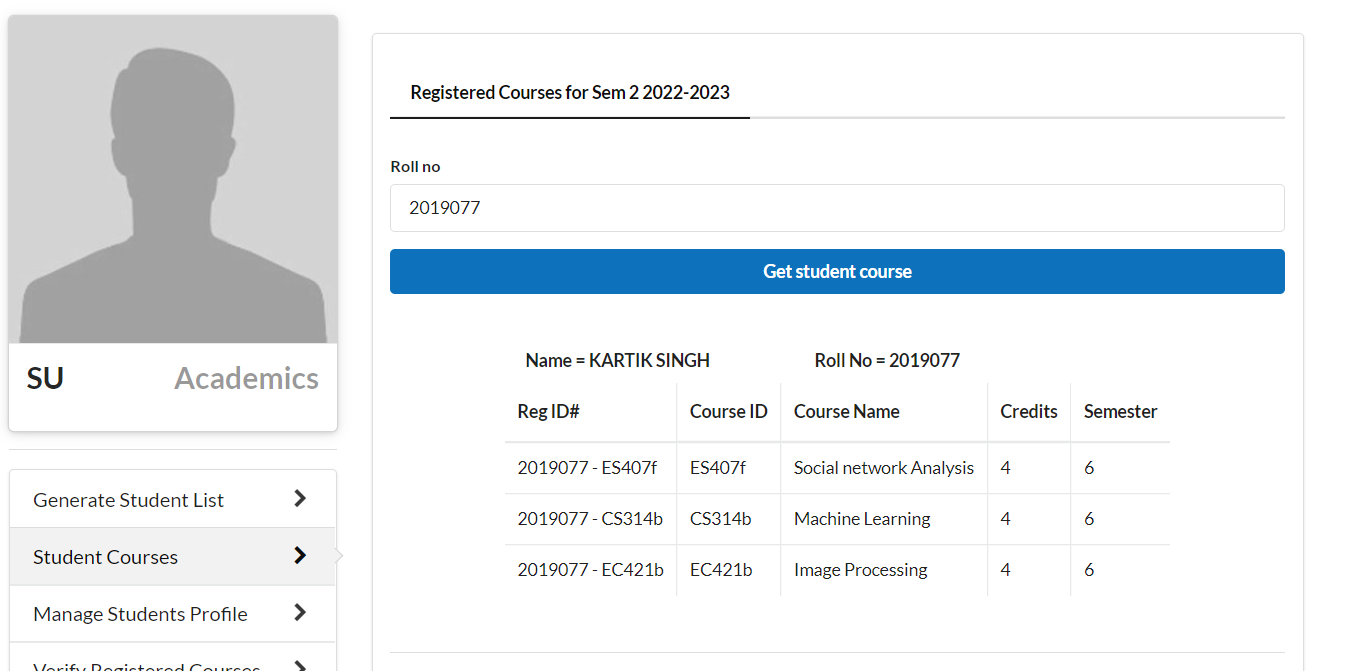 SU Academics
Generate Student List
Student Courses
Manage Students Profile
Verify Registered Courses
Registered Courses for Sem 2 2022-2023
Roll no
2019077
Get student course
Name = KARTIK SINGH Roll No = 2019077
Reg ID# Course ID Course Name Credits Semester
2019077 - ES407f ES407f Social network Analysis 4 6
2019077 - CS314b CS314b Machine Learning 4 6
2019077 - EC421b EC421b Image Processing 4 6